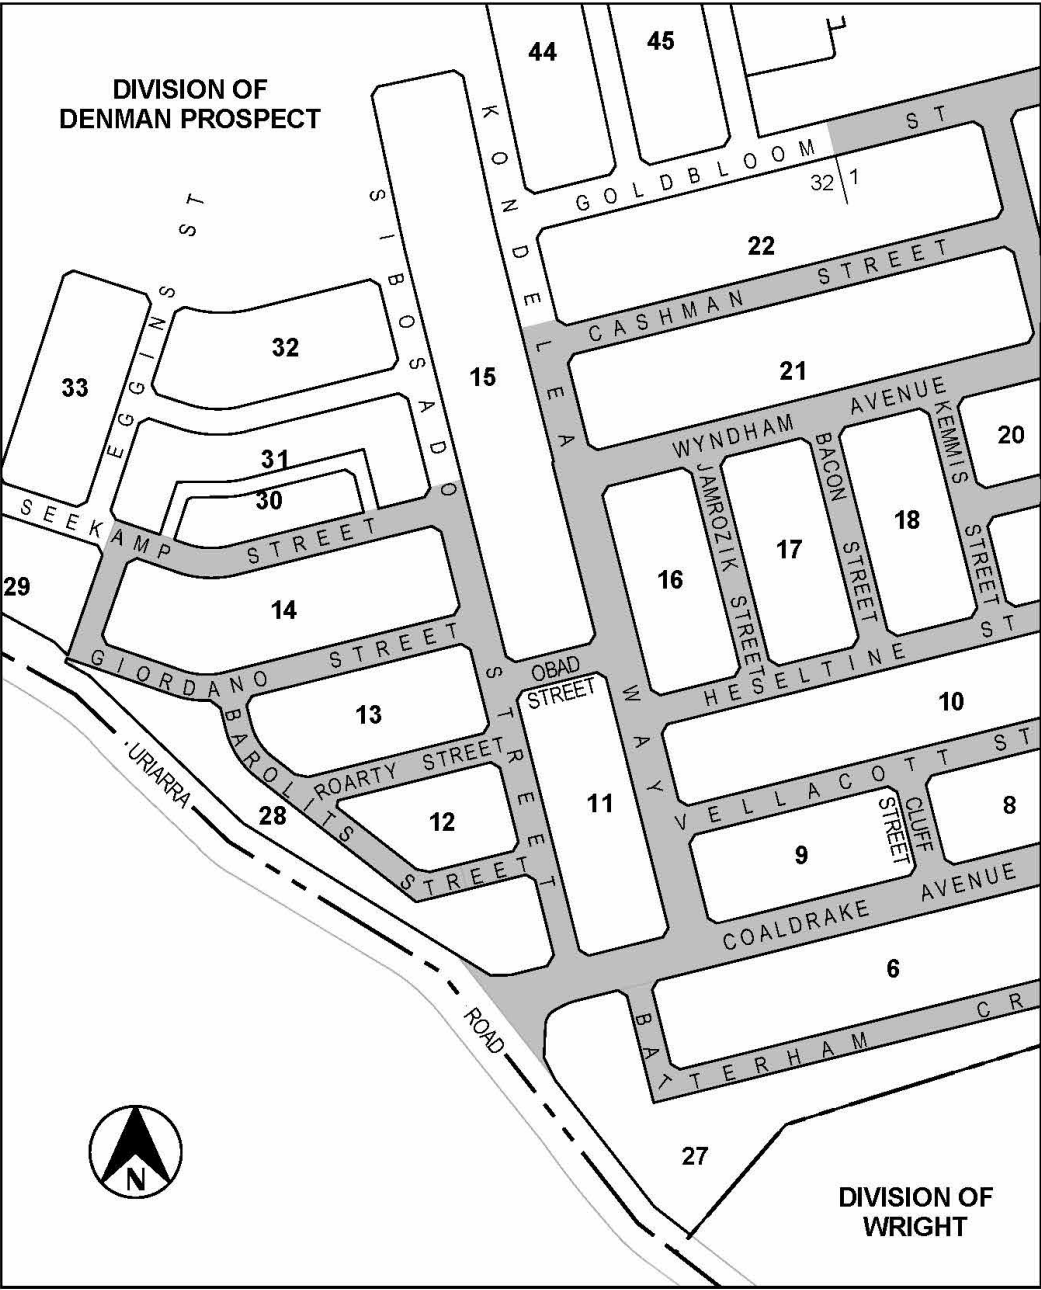 44
45
DIVISION OF
DENMAN PROSPECT
KONDELEA WAY
GOLDBLOOM ST
32 1
SIBOSADO STREET
EGGINS ST
22
CASHMAN STREET
33
32
15
21
WYNDHAM AVENUE
KEMMIS STREET
20
31
30
BACON STREET
JAMROZIK STREET
SEEKAMP STREET
18
17
16
29
14
GIORDANO STREET
HESELTINE ST
OBAD
STREET
13
10
BAROLITS STREET
ROARTY STREET
VELLACOTT ST
URIARRA ROAD
28
12
11
9
CLUFF
STREET
8
COALDRAKE AVENUE
6
BATTERHAM CR
27
N
DIVISION OF
WRIGHT